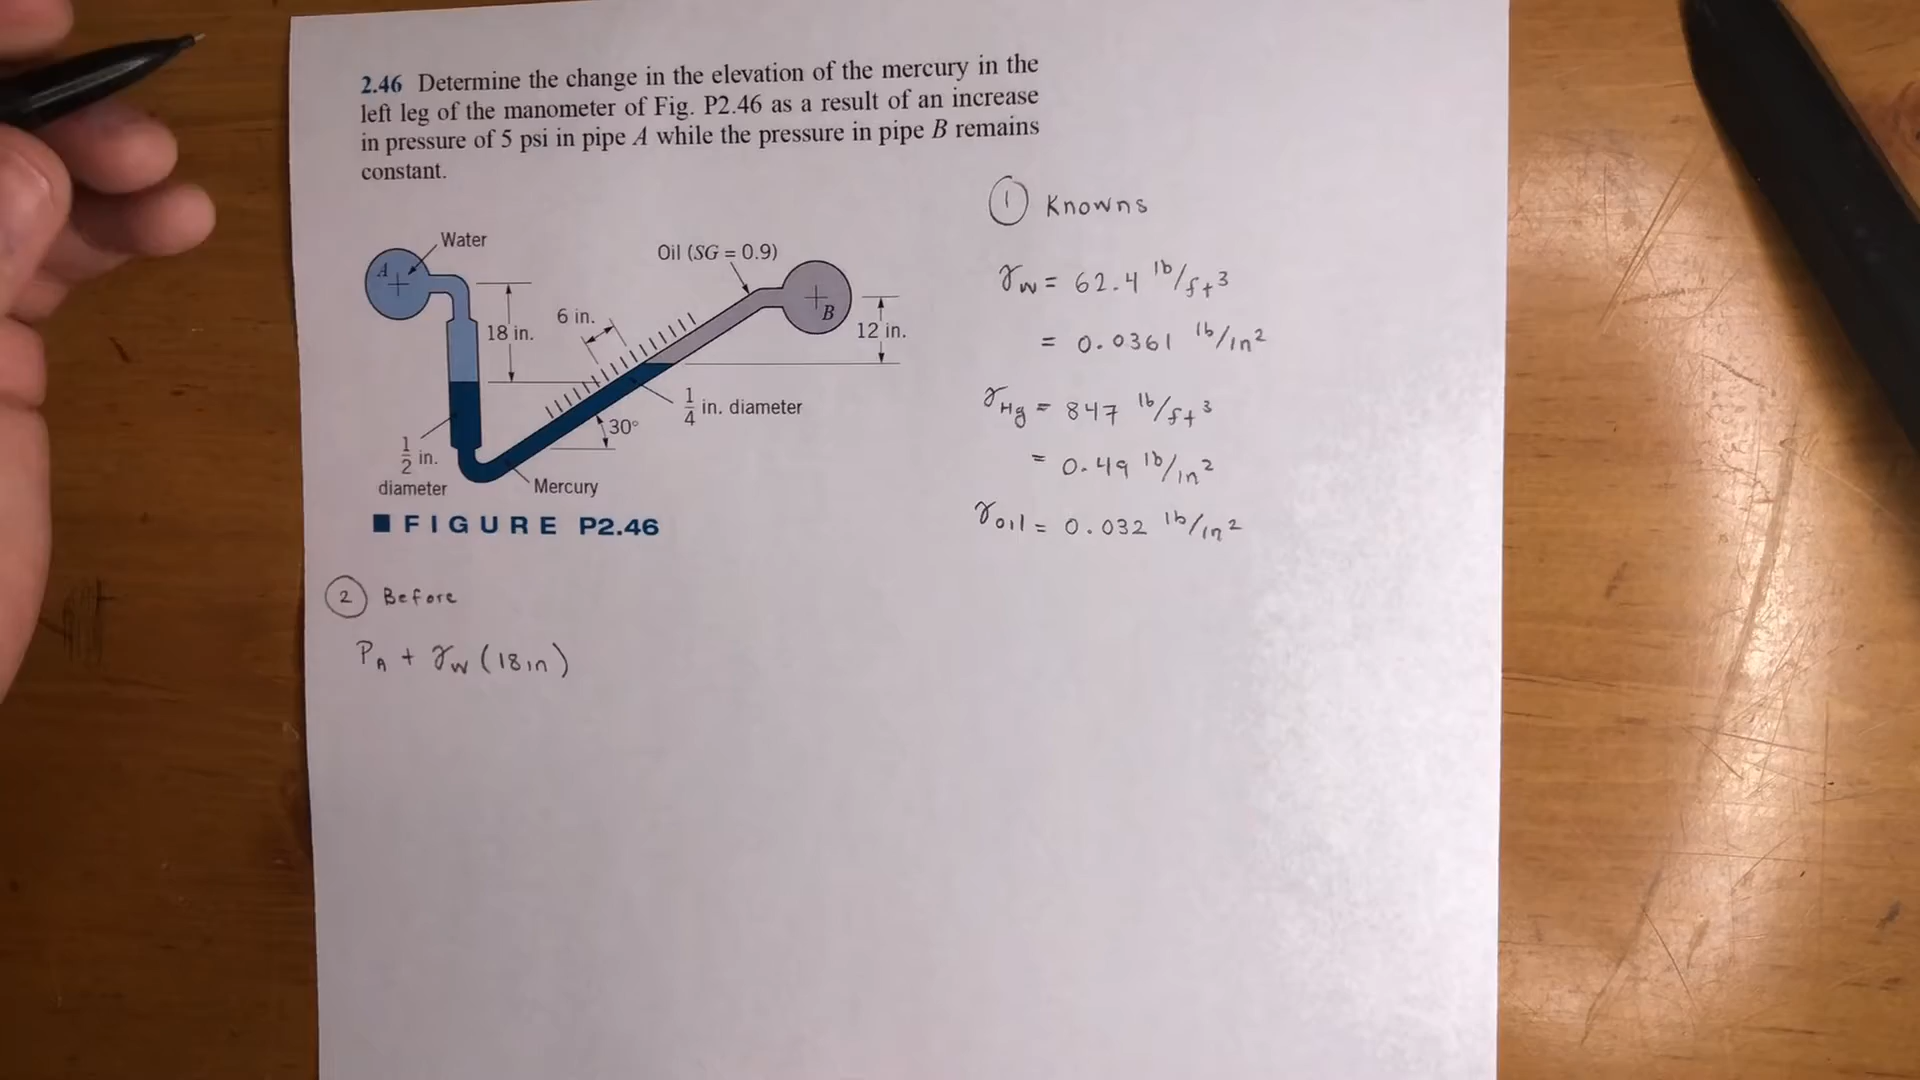 2.46 Determine the change in the elevation of the mercury in the
left leg of the manometer of Fig. P2.46 as a result of an increase
in pressure of 5 psi in pipe A while the pressure in pipe B remains
constant.
Water
A
Oil (SG = 0.9)
B
18 in.
6 in.
12 in.
1/4 in. diameter
30°
1/2 in.
diameter
Mercury
■ FIGURE P2.46
① Knowns
γw = 62.4 lb/ft³
= 0.0361 lb/in²
γHg = 847 lb/ft³
= 0.49 lb/in²
γoil = 0.032 lb/in²
② Before
PA + γw (18in)